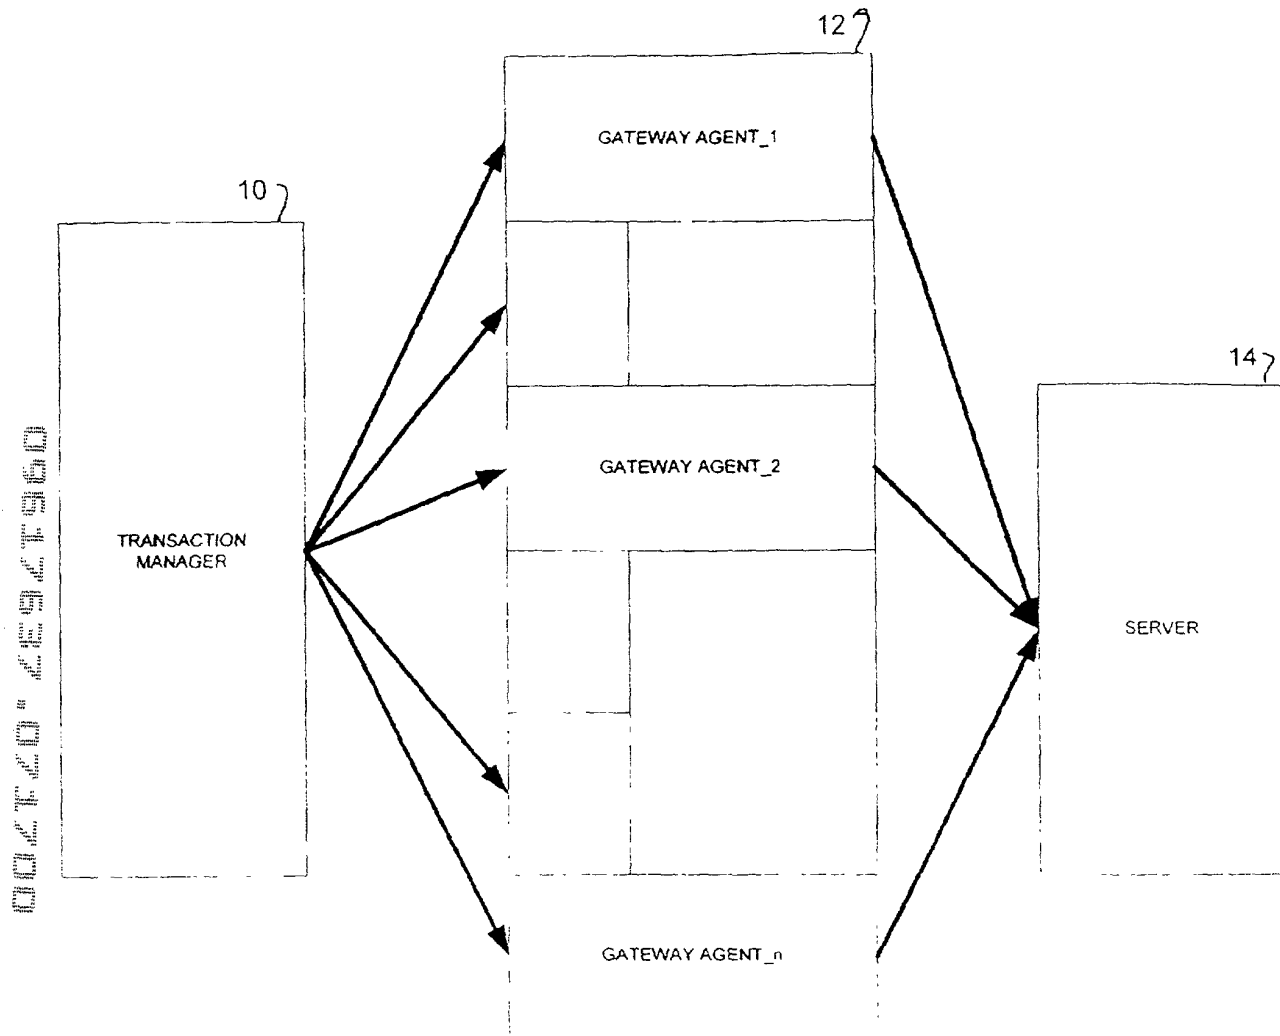 12
GATEWAY AGENT_1
10
14
GATEWAY AGENT_2
TRANSACTION
MANAGER
SERVER
GATEWAY AGENT_n